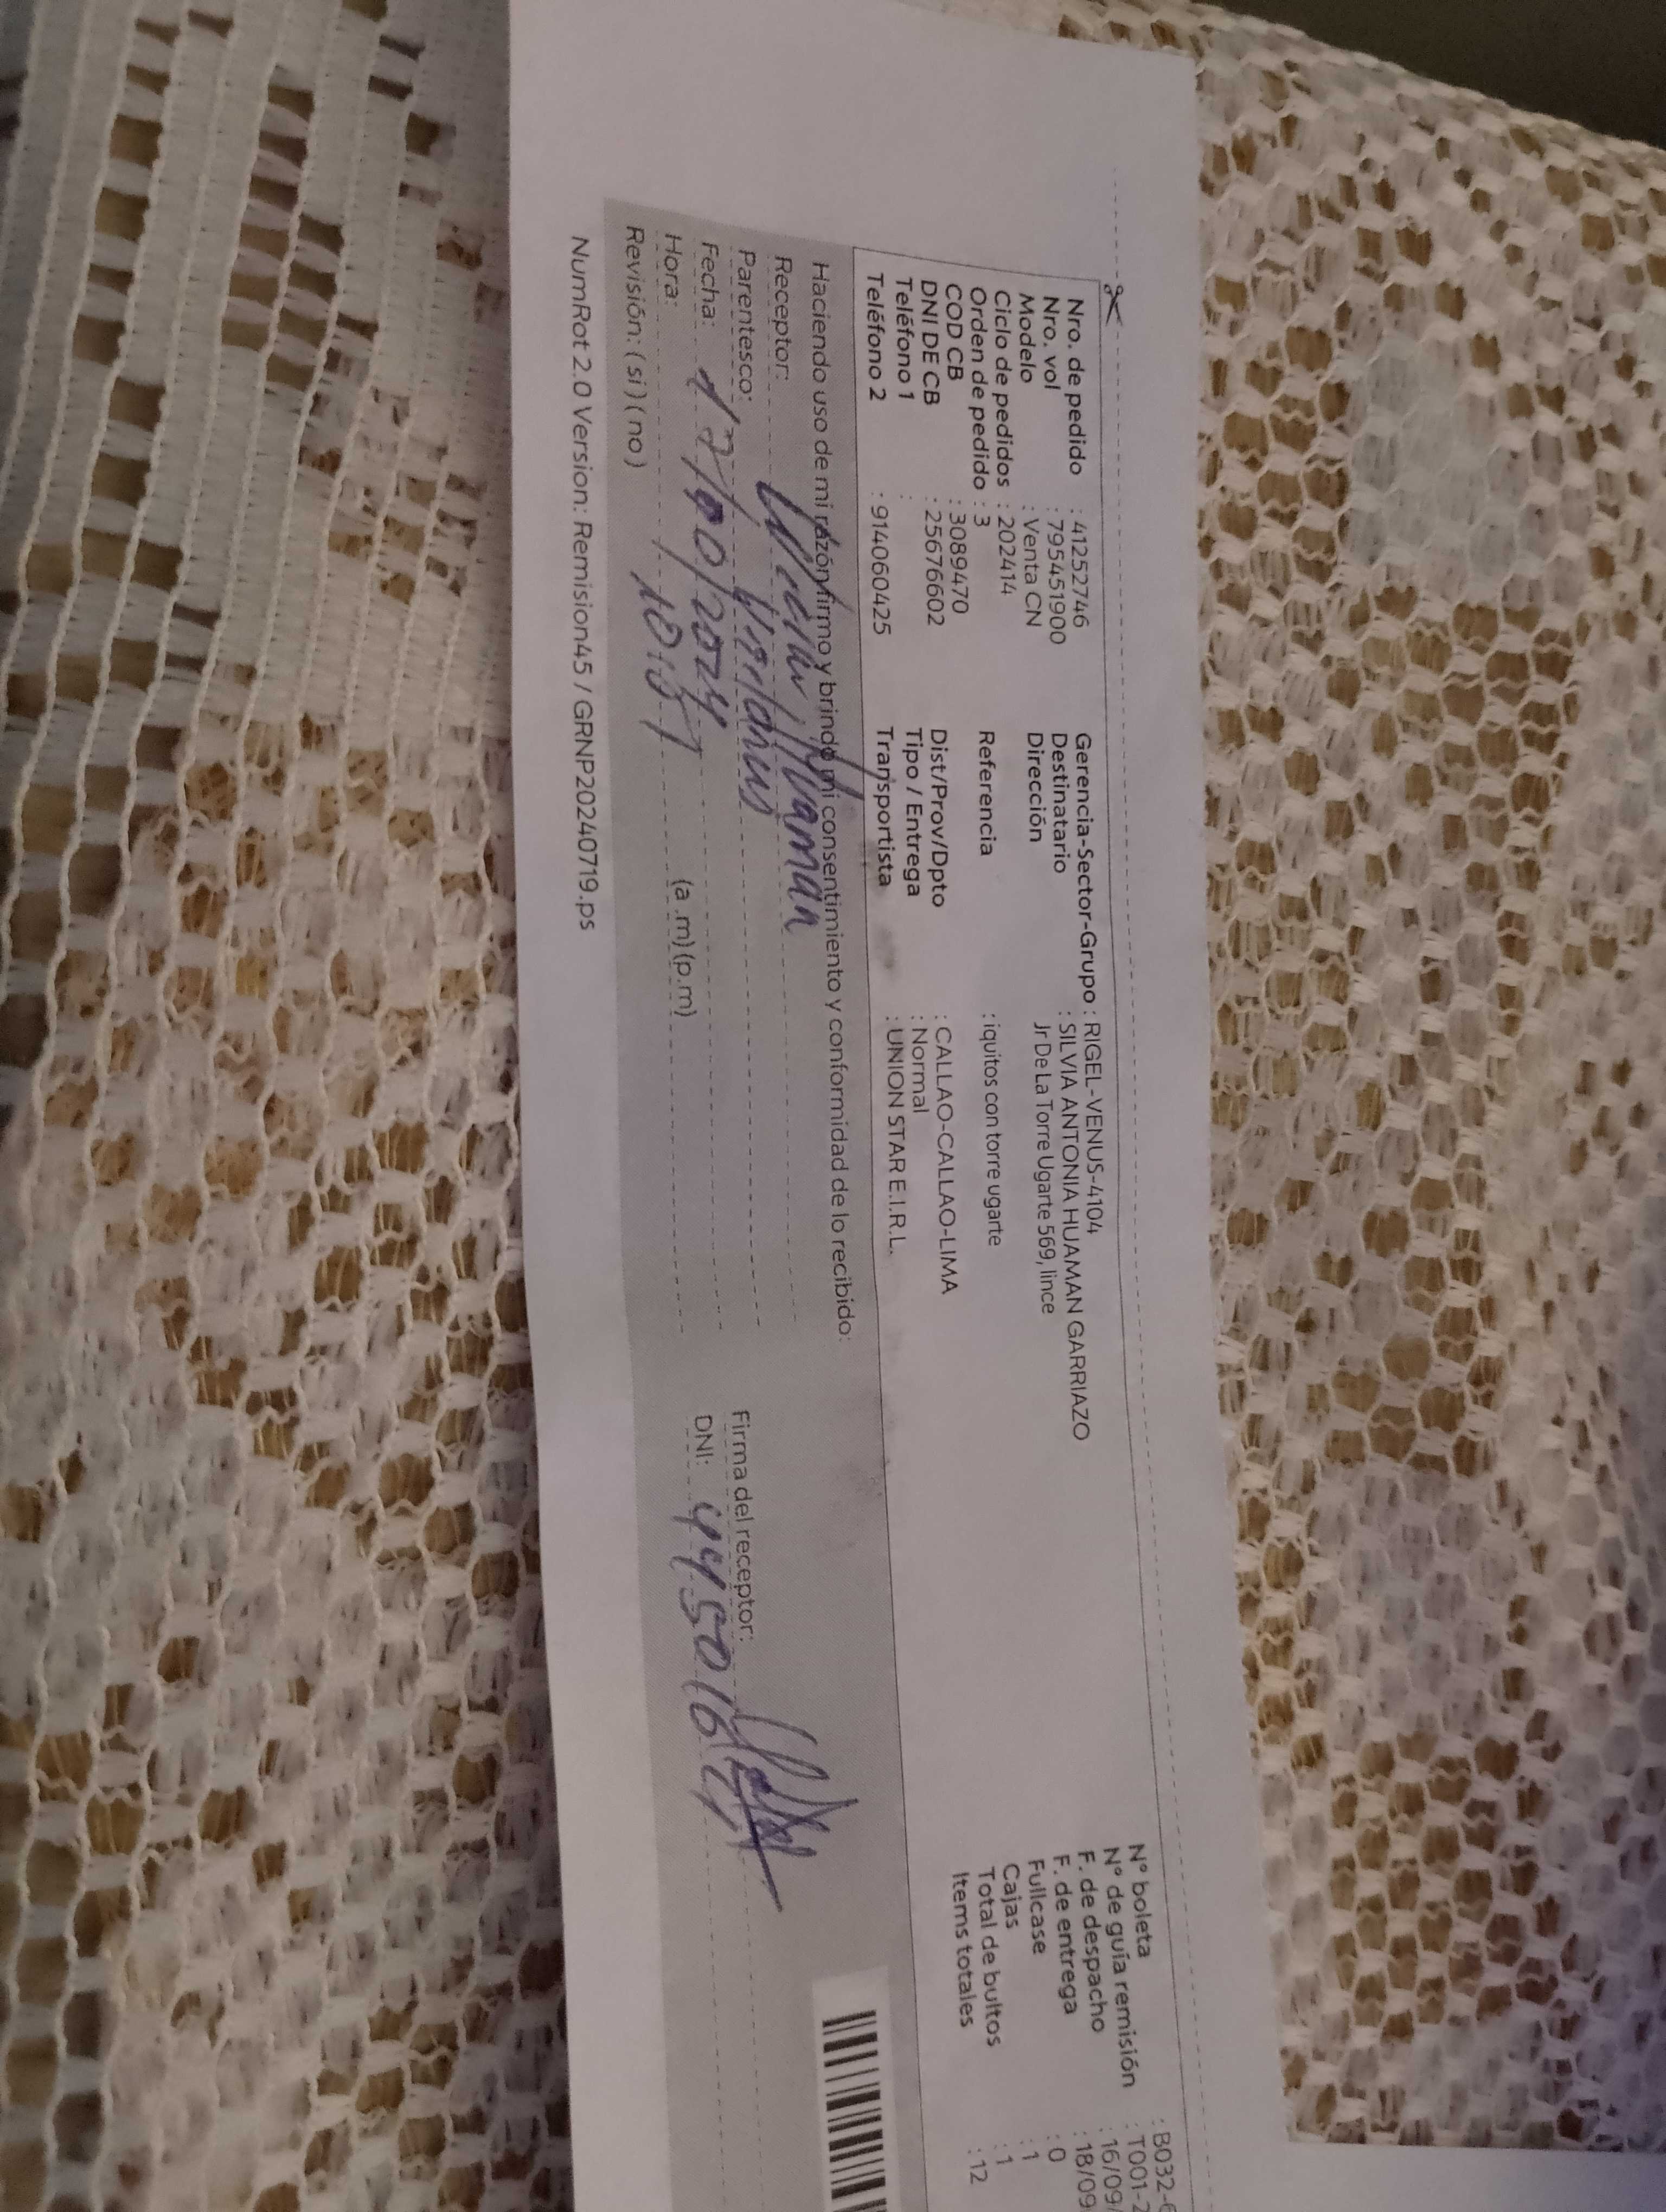 Nro. de pedido : 41252746
Nro. vol : 795451900
Modelo : Venta CN
Ciclo de pedidos : 202414
Orden de pedido : 3
COD CB : 3089470
DNI DE CB : 25676602
Teléfono 1 :
Teléfono 2 : 914060425
Gerencia-Sector-Grupo : RIGEL-VENUS-4104
Destinatario : SILVIA ANTONIA HUAMAN GARRIAZO
Dirección Jr De La Torre Ugarte 569, lince
Referencia : iquitos con torre ugarte
Dist/Prov/Dpto : CALLAO-CALLAO-LIMA
Tipo / Entrega : Normal
Transportista : UNION STAR E.I.R.L.
N° boleta : B032-
N° de guía remisión : T001-2
F. de despacho : 16/09/
F. de entrega : 18/09
Fullcase : 0
Cajas : 1
Total de bultos : 1
Items totales : 12
Haciendo uso de mi razón firmo y brindo mi consentimiento y conformidad de lo recibido:
Receptor: Huaman
Parentesco:
Fecha: 2024
Hora: (a .m) (p.m)
Revisión: ( si ) ( no )
Firma del receptor:
DNI:
NumRot 2.0 Version: Remision45 / GRNP20240719.ps